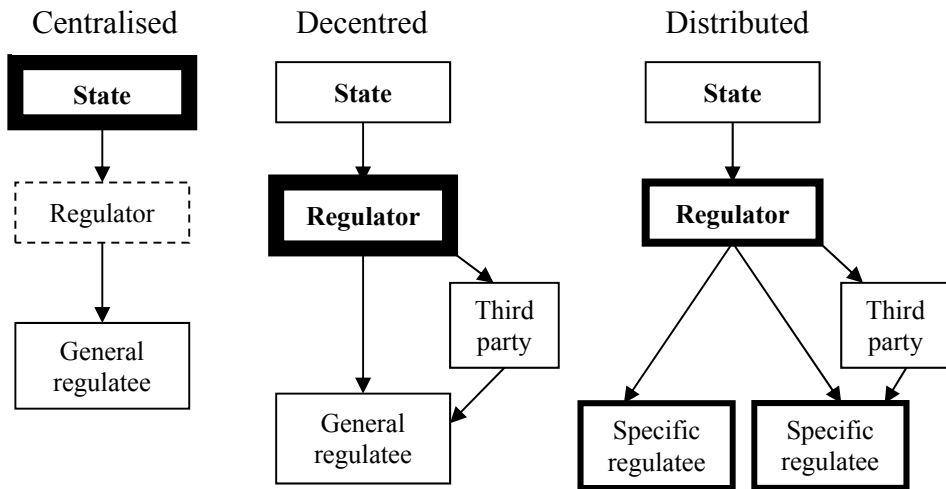 Centralised
State
Regulator
General
regulatee
Decentred
State
Regulator
Third
party
General
regulatee
Distributed
State
Regulator
Third
party
Specific
regulatee
Specific
regulatee